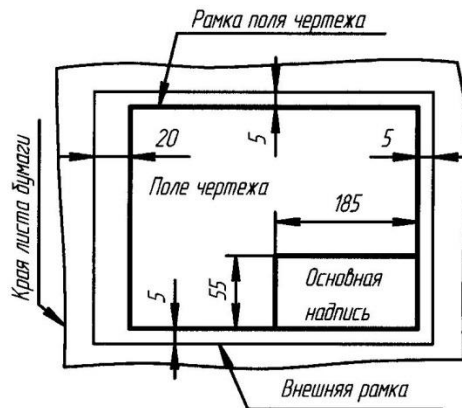 Рамка поля чертежа
20
5
5
Поле чертежа
185
Края листа бумаги
55
Основная
надпись
5
Внешняя рамка